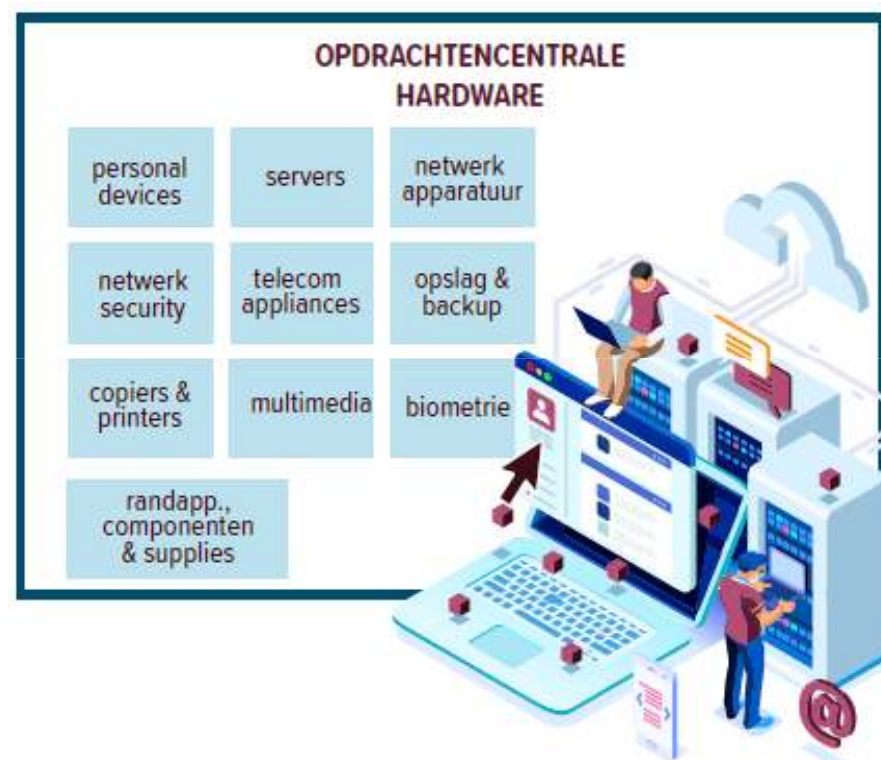 OPDRACHTENCENTRALE
HARDWARE
personal
devices
servers
netwerk
apparatuur
netwerk
security
telecom
appliances
opslag &
backup
copiers &
printers
multimedia
biometrie
randapp.,
componenten
& supplies
@